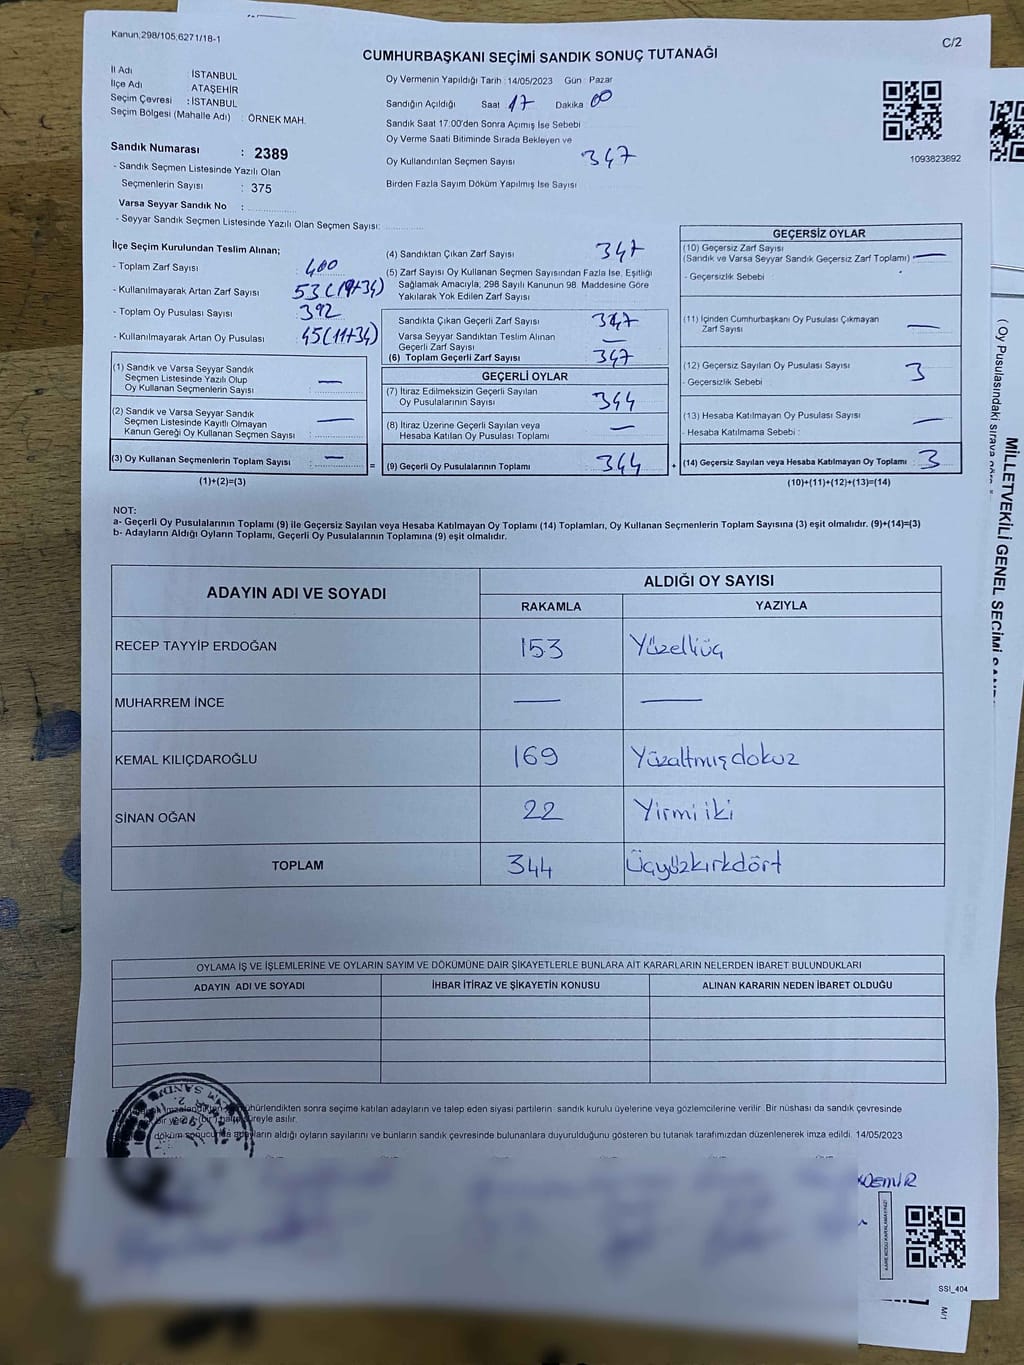 Kanun,298/105,6271/18-1
C/2
CUMHURBAŞKANI SEÇİMİ SANDIK SONUÇ TUTANAĞI
İl Adı : İSTANBUL
İlçe Adı : ATAŞEHİR
Seçim Çevresi : İSTANBUL
Seçim Bölgesi (Mahalle Adı) : ÖRNEK MAH.
Sandık Numarası : 2389
- Sandık Seçmen Listesinde Yazılı Olan
Seçmenlerin Sayısı : 375
Varsa Seyyar Sandık No :
- Seyyar Sandık Seçmen Listesinde Yazılı Olan Seçmen Sayısı:
Oy Vermenin Yapıldığı Tarih : 14/05/2023 Gün : Pazar
Sandığın Açıldığı Saat 17 Dakika 00
Sandık Saat 17:00'den Sonra Açımış İse Sebebi
Oy Verme Saati Bitiminde Sırada Bekleyen ve
Oy Kullandırılan Seçmen Sayısı 347
Birden Fazla Sayım Döküm Yapılmış İse Sayısı
1093823892
İlçe Seçim Kurulundan Teslim Alınan;
- Toplam Zarf Sayısı : 400
- Kullanılmayarak Artan Zarf Sayısı : 53 (19+34)
- Toplam Oy Pusulası Sayısı : 392
- Kullanılmayarak Artan Oy Pusulası : 45 (11+34)
(1) Sandık ve Varsa Seyyar Sandık
Seçmen Listesinde Yazılı Olup
Oy Kullanan Seçmenlerin Sayısı : —
(2) Sandık ve Varsa Seyyar Sandık
Seçmen Listesinde Kayıtlı Olmayan
Kanun Gereği Oy Kullanan Seçmen Sayısı : —
(3) Oy Kullanan Seçmenlerin Toplam Sayısı : —
(1)+(2)=(3)
=
(4) Sandıktan Çıkan Zarf Sayısı 347
(5) Zarf Sayısı Oy Kullanan Seçmen Sayısından Fazla İse, Eşitliği
Sağlamak Amacıyla, 298 Sayılı Kanunun 98. Maddesine Göre
Yakılarak Yok Edilen Zarf Sayısı
Sandıkta Çıkan Geçerli Zarf Sayısı 347
Varsa Seyyar Sandıktan Teslim Alınan
Geçerli Zarf Sayısı —
(6) Toplam Geçerli Zarf Sayısı 347
GEÇERLİ OYLAR
(7) İtiraz Edilmeksizin Geçerli Sayılan
Oy Pusulalarının Sayısı 344
(8) İtiraz Üzerine Geçerli Sayılan veya
Hesaba Katılan Oy Pusulası Toplamı —
(9) Geçerli Oy Pusulalarının Toplamı 344
+
GEÇERSİZ OYLAR
(10) Geçersiz Zarf Sayısı
(Sandık ve Varsa Seyyar Sandık Geçersiz Zarf Toplamı) —
- Geçersizlik Sebebi :
(11) İçinden Cumhurbaşkanı Oy Pusulası Çıkmayan
Zarf Sayısı —
(12) Geçersiz Sayılan Oy Pusulası Sayısı 3
- Geçersizlik Sebebi :
(13) Hesaba Katılmayan Oy Pusulası Sayısı —
- Hesaba Katılmama Sebebi :
(14) Geçersiz Sayılan veya Hesaba Katılmayan Oy Toplamı 3
(10)+(11)+(12)+(13)=(14)
NOT:
a- Geçerli Oy Pusulalarının Toplamı (9) ile Geçersiz Sayılan veya Hesaba Katılmayan Oy Toplamı (14) Toplamları, Oy Kullanan Seçmenlerin Toplam Sayısına (3) eşit olmalıdır. (9)+(14)=(3)
b- Adayların Aldığı Oyların Toplamı, Geçerli Oy Pusulalarının Toplamına (9) eşit olmalıdır.
ADAYIN ADI VE SOYADI
ALDIĞI OY SAYISI
RAKAMLA YAZIYLA
RECEP TAYYİP ERDOĞAN 153 Yüzelliüç
MUHARREM İNCE — —
KEMAL KILIÇDAROĞLU 169 Yüzaltmışdokuz
SİNAN OĞAN 22 Yirmi iki
TOPLAM 344 Üçyüzkırkdört
OYLAMA İŞ VE İŞLEMLERİNE VE OYLARIN SAYIM VE DÖKÜMÜNE DAİR ŞİKAYETLERLE BUNLARA AİT KARARLARIN NELERDEN İBARET BULUNDUKLARI
ADAYIN ADI VE SOYADI İHBAR İTİRAZ VE ŞİKAYETİN KONUSU ALINAN KARARIN NEDEN İBARET OLDUĞU
mühürlendikten sonra seçime katılan adayların ve talep eden siyasi partilerin sandık kurulu üyelerine veya gözlemcilerine verilir. Bir nüshası da sandık çevresinde
hafta süreyle asılır.
döküm sonucunda adayların aldığı oyların sayılarını ve bunların sandık çevresinde bulunanlara duyurulduğunu gösteren bu tutanak tarafımızdan düzenlenerek imza edildi. 14/05/2023
DEMİR
SSI_404
M/1
MİLLETVEKİLİ GENEL SEÇİMİ
( Oy Pusulasındaki sıraya göre